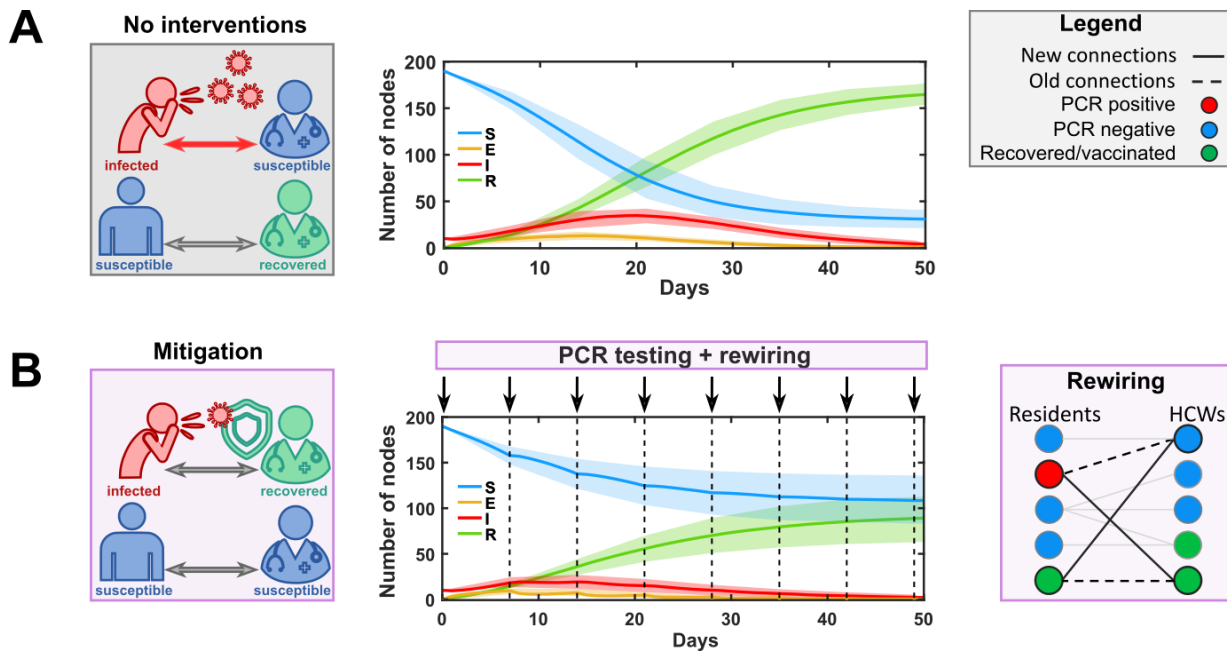 A
No interventions
infected
susceptible
susceptible
recovered
Number of nodes
200
150
100
50
0
S
E
I
R
0 10 20 30 40 50
Days
Legend
New connections
Old connections
PCR positive
PCR negative
Recovered/vaccinated
B
Mitigation
infected
recovered
susceptible
susceptible
PCR testing + rewiring
Number of nodes
200
150
100
50
0
S
E
I
R
0 10 20 30 40 50
Days
Rewiring
Residents HCWs